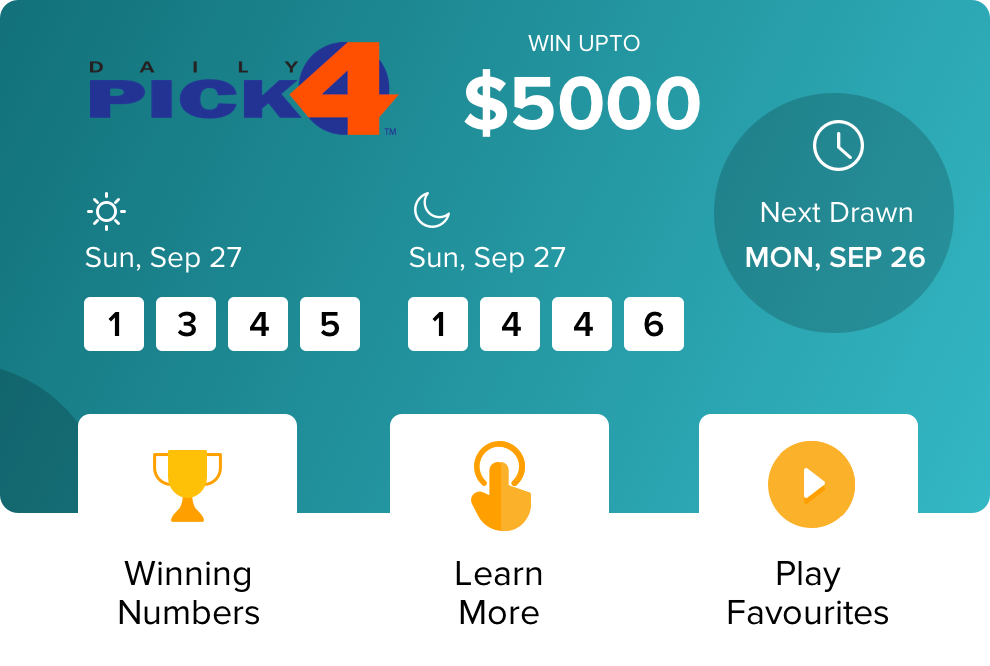 DAILY
PICK4
TM
WIN UPTO
$5000
Sun, Sep 27
1 3 4 5
Sun, Sep 27
1 4 4 6
Next Drawn
MON, SEP 26
Winning
Numbers
Learn
More
Play
Favourites